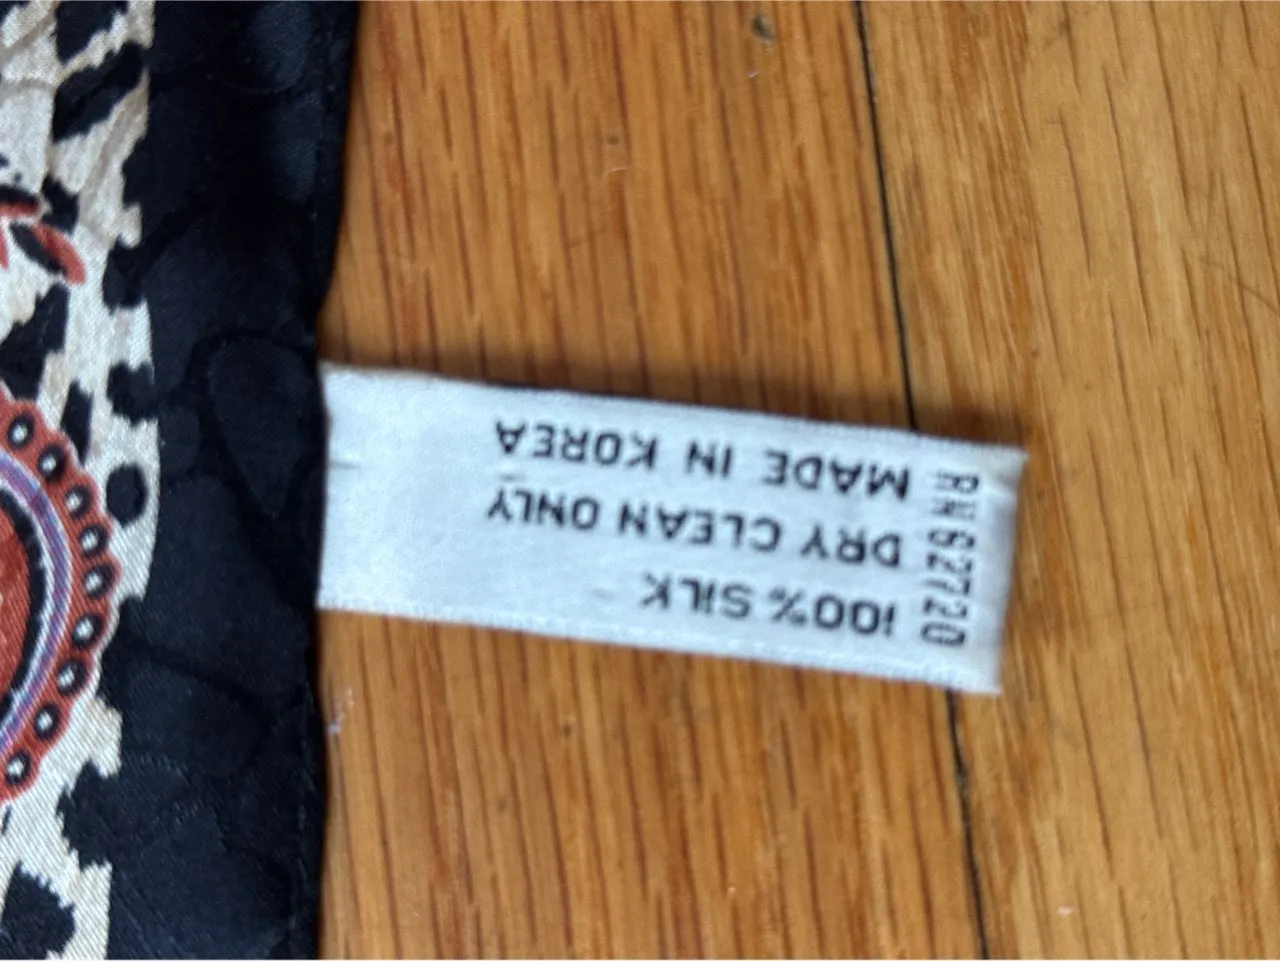 100% SILK
DRY CLEAN ONLY
MADE IN KOREA
RN 62720